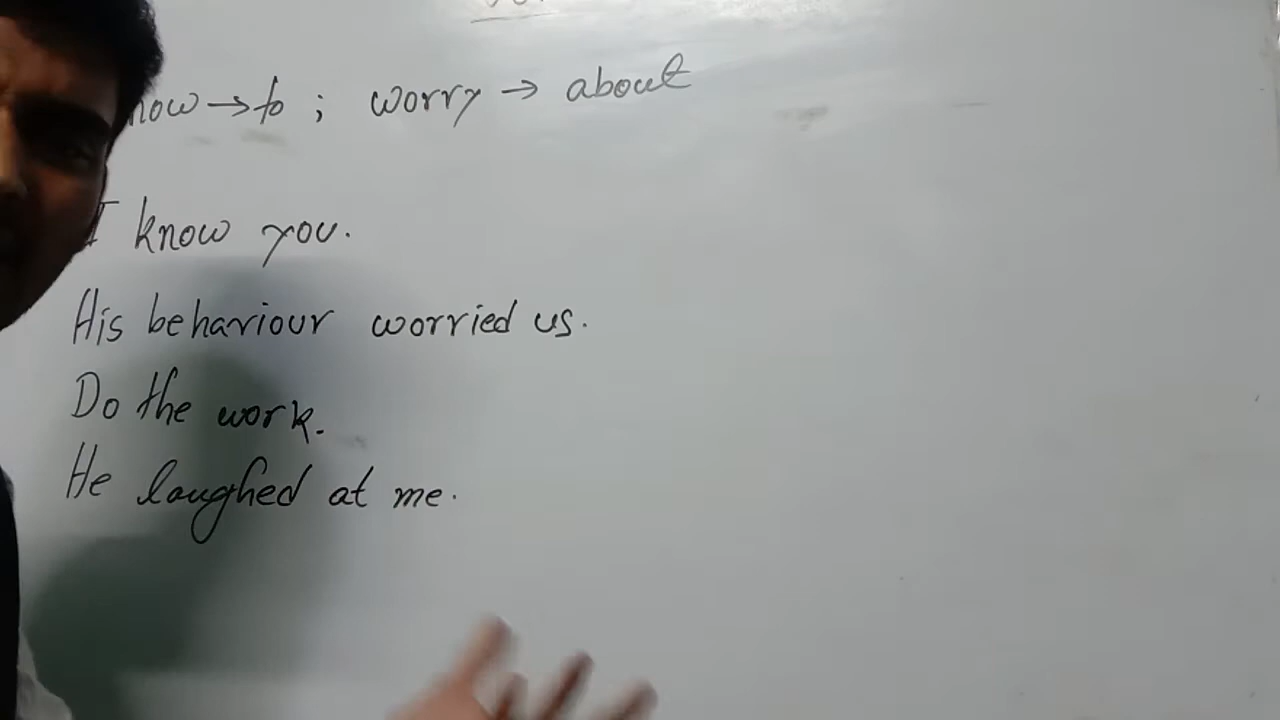 now → to ; worry → about
I know you.
His behaviour worried us.
Do the work.
He laughed at me.